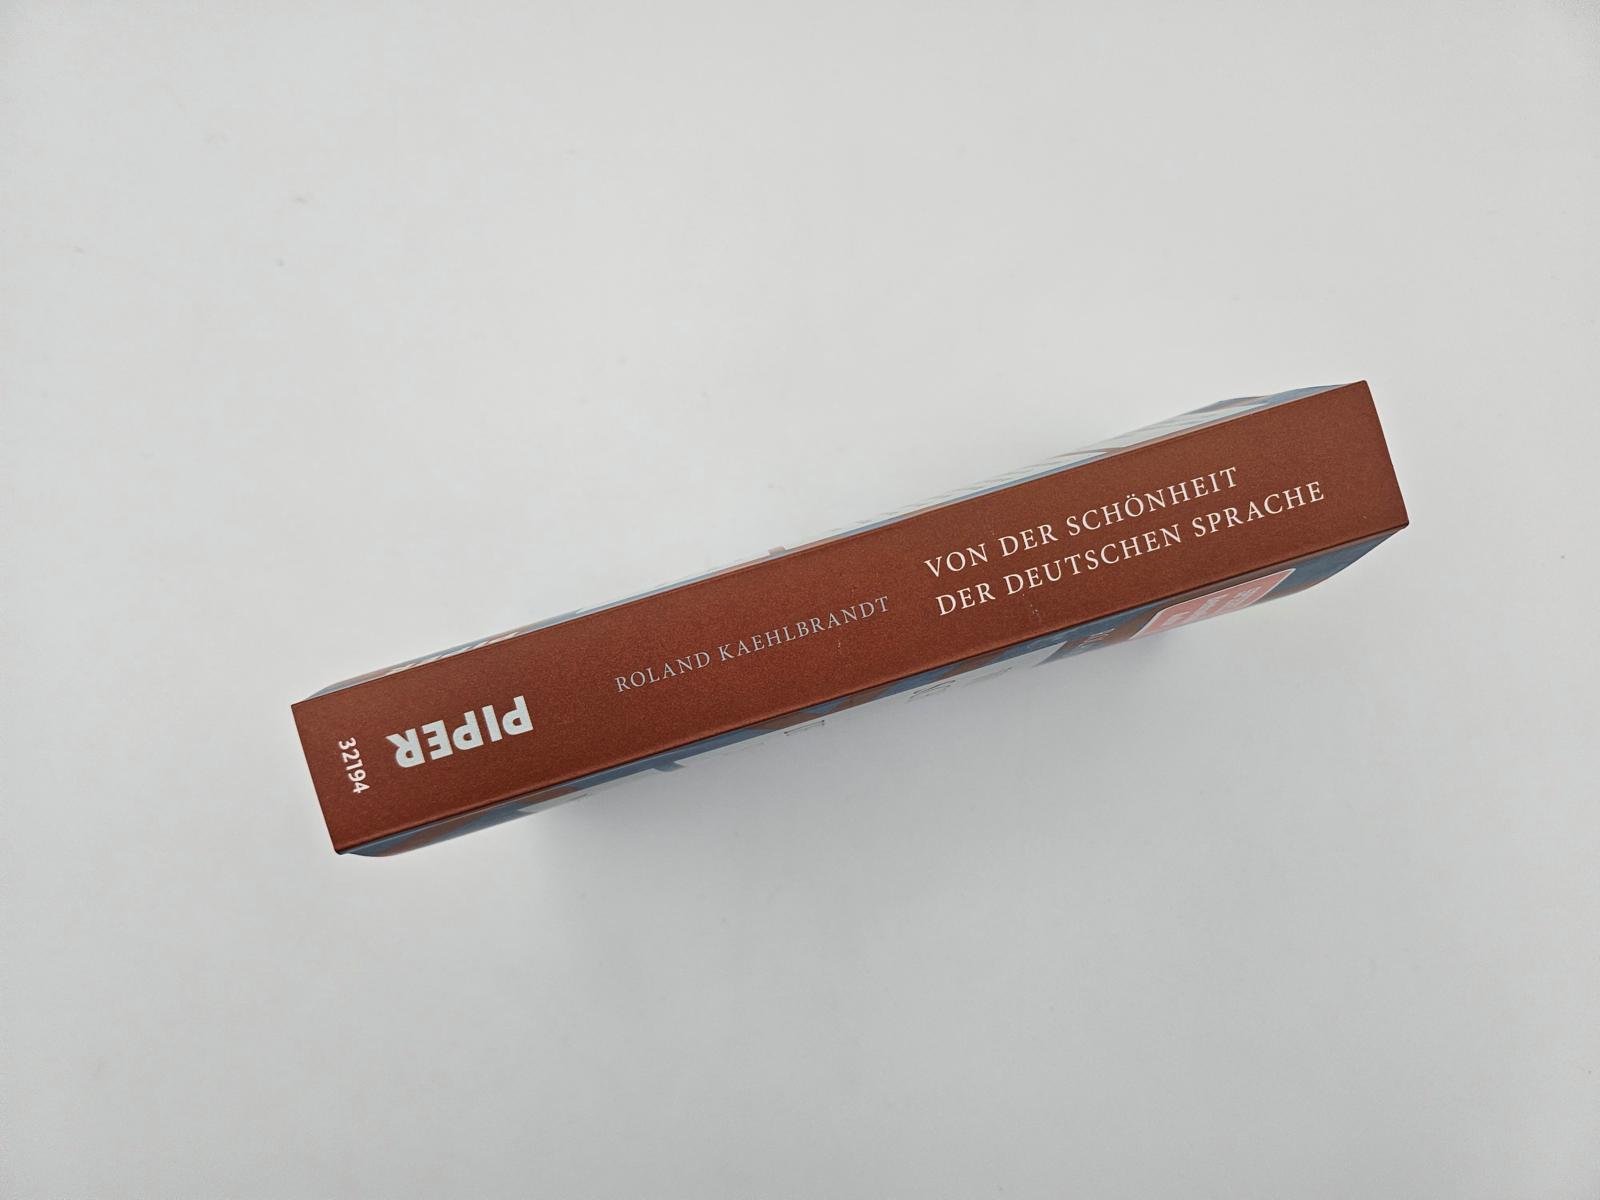 VON DER SCHÖNHEIT
DER DEUTSCHEN SPRACHE
ROLAND KAEHLBRANDT
PIPER
32194